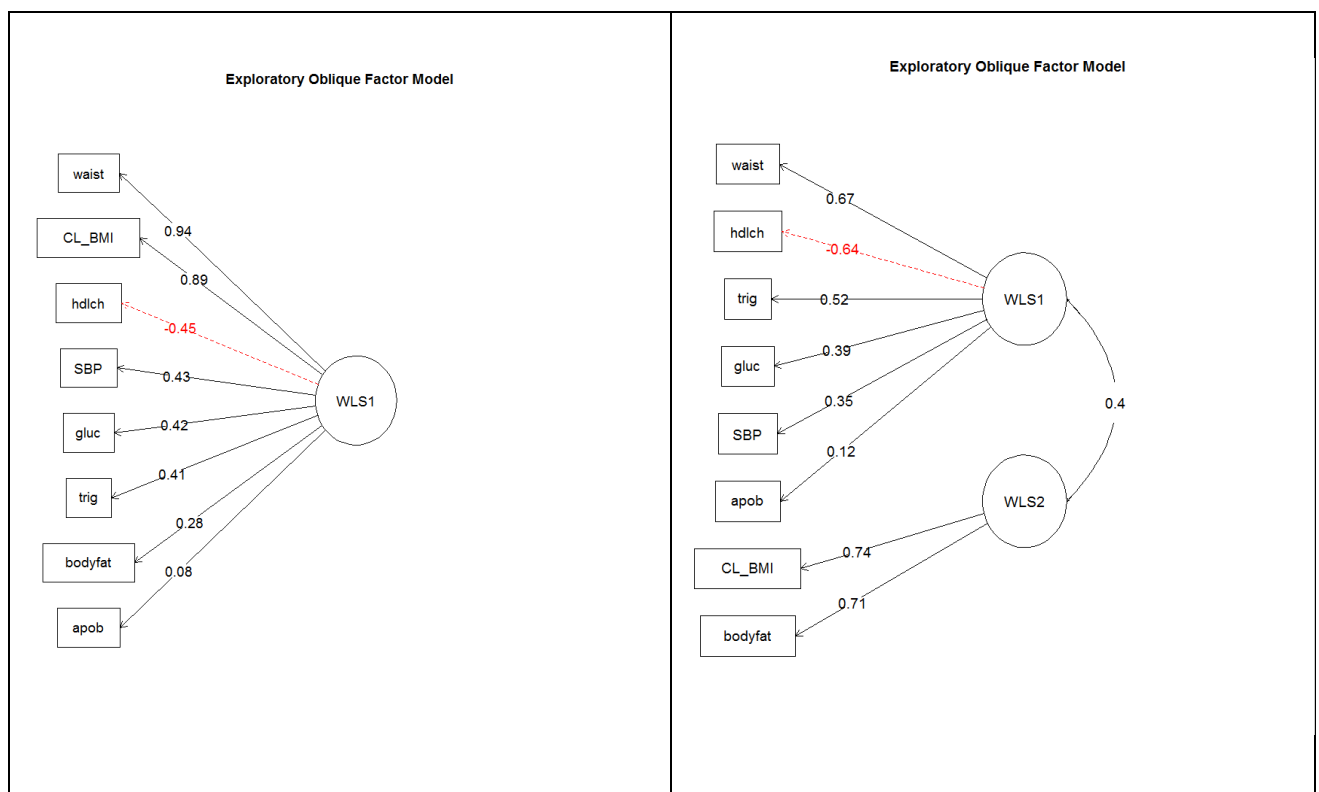 Exploratory Oblique Factor Model
waist
CL_BMI
hdlch
SBP
gluc
trig
bodyfat
apob
0.94
0.89
-0.45
0.43
0.42
0.41
0.28
0.08
WLS1
Exploratory Oblique Factor Model
waist
hdlch
trig
gluc
SBP
apob
CL_BMI
bodyfat
0.67
-0.64
0.52
0.39
0.35
0.12
0.74
0.71
WLS1
WLS2
0.4